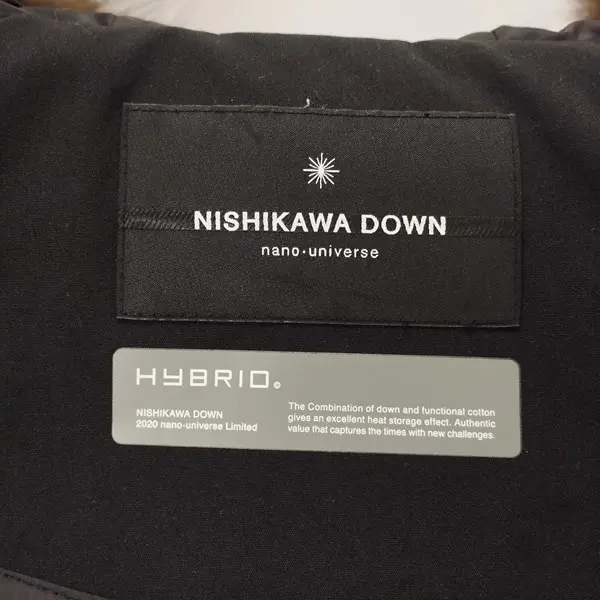 NISHIKAWA DOWN
nano·universe
HYBRID.
NISHIKAWA DOWN
2020 nano-universe Limited
The Combination of down and functional cotton
gives an excellent heat storage effect. Authentic
value that captures the times with new challenges.